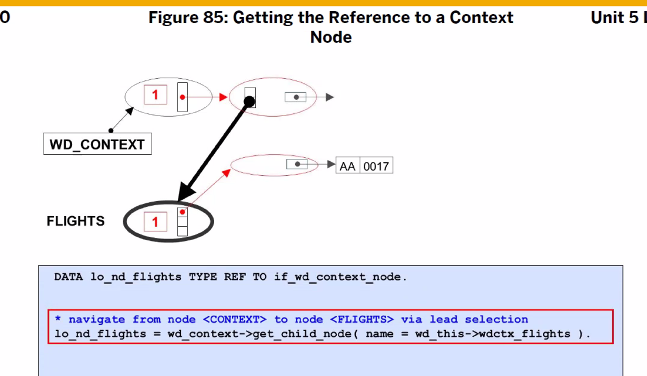 0
Figure 85: Getting the Reference to a Context
Node
Unit 5 
1
WD_CONTEXT
AA 0017
FLIGHTS
1
DATA lo_nd_flights TYPE REF TO if_wd_context_node.
* navigate from node <CONTEXT> to node <FLIGHTS> via lead selection
lo_nd_flights = wd_context->get_child_node( name = wd_this->wdctx_flights ).